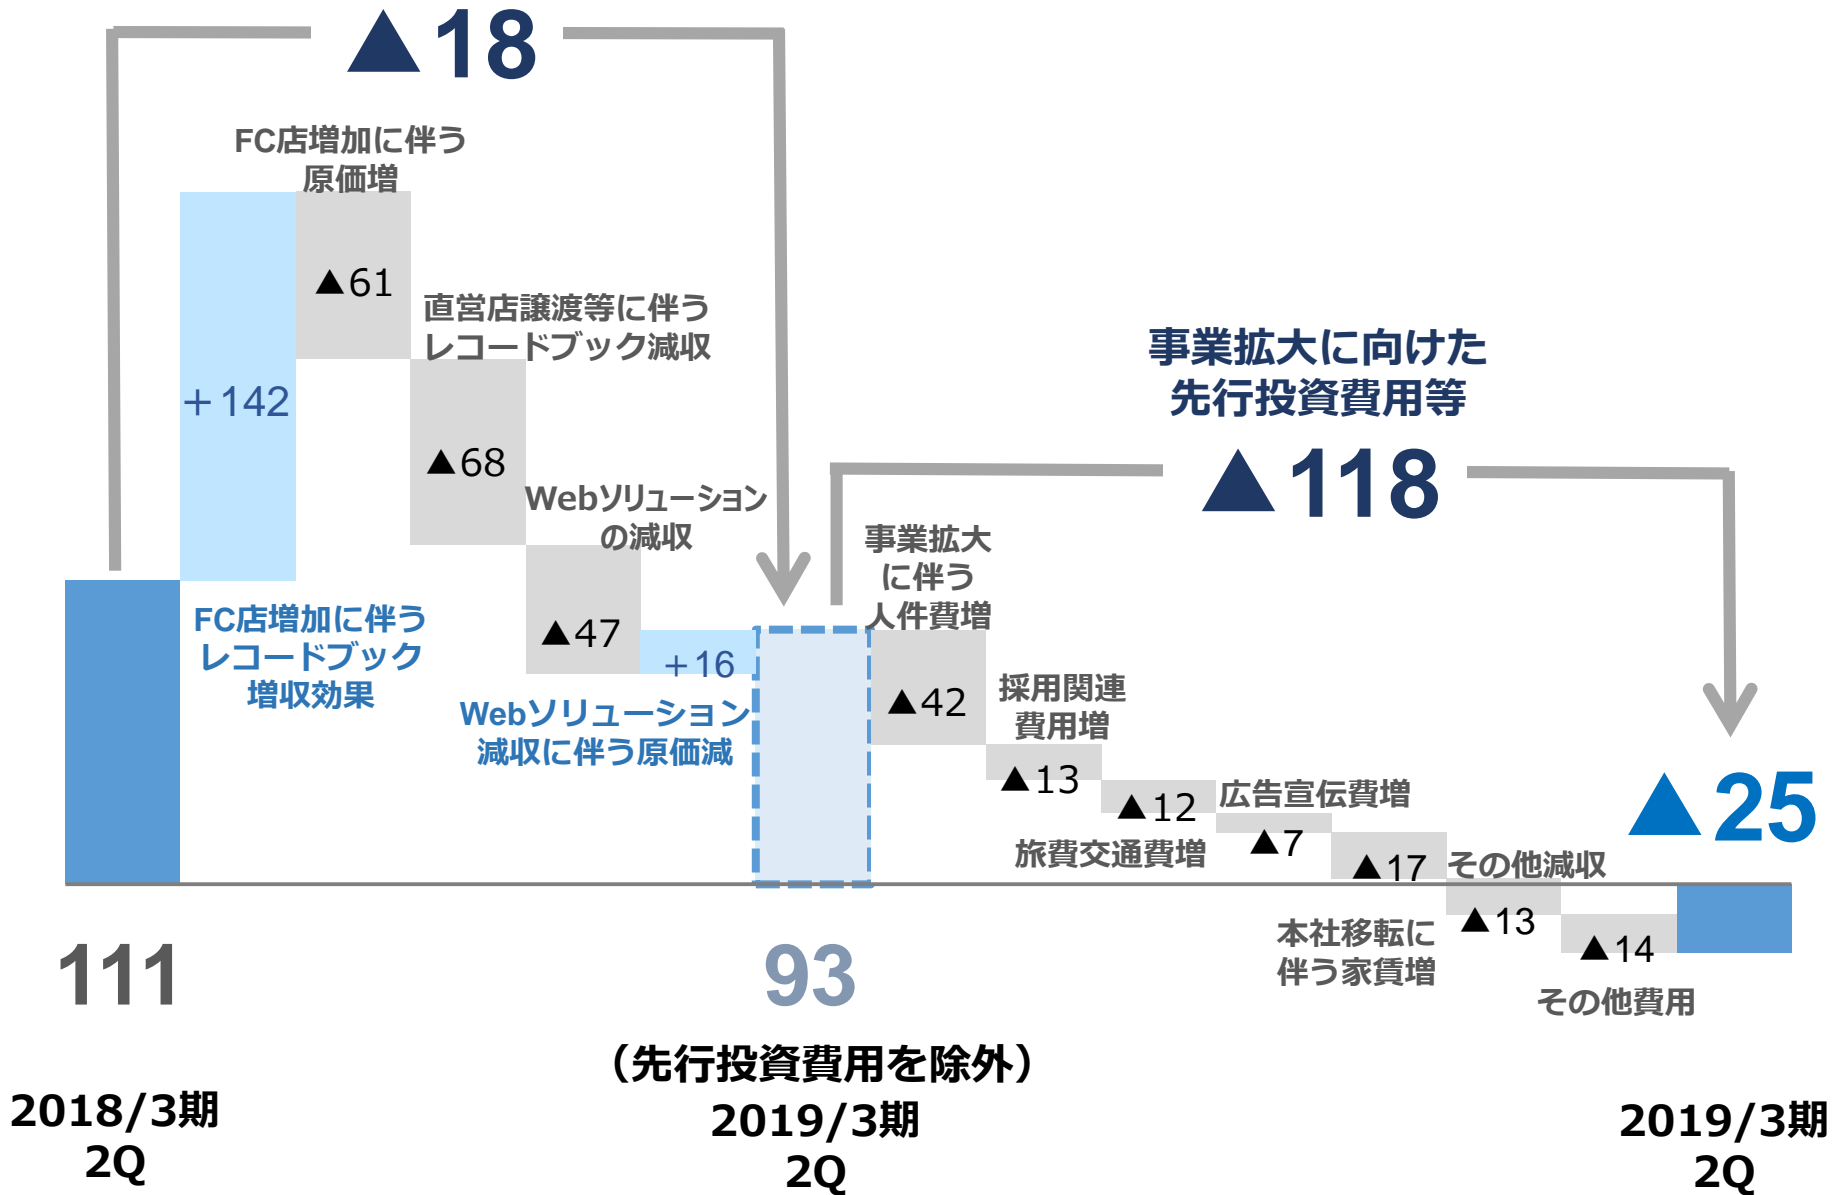 ▲18
FC店増加に伴う
原価増
▲61
＋142
直営店譲渡等に伴う
レコードブック減収
▲68
Webソリューション
の減収
▲47
FC店増加に伴う
レコードブック
増収効果
＋16
Webソリューション
減収に伴う原価減
事業拡大に向けた
先行投資費用等
▲118
事業拡大
に伴う
人件費増
▲42
採用関連
費用増
▲13
▲12
旅費交通費増
広告宣伝費増
▲7
▲17
その他減収
▲13
本社移転に
伴う家賃増
▲14
その他費用
▲25
111
93
（先行投資費用を除外）
2018/3期
2Q
2019/3期
2Q
2019/3期
2Q